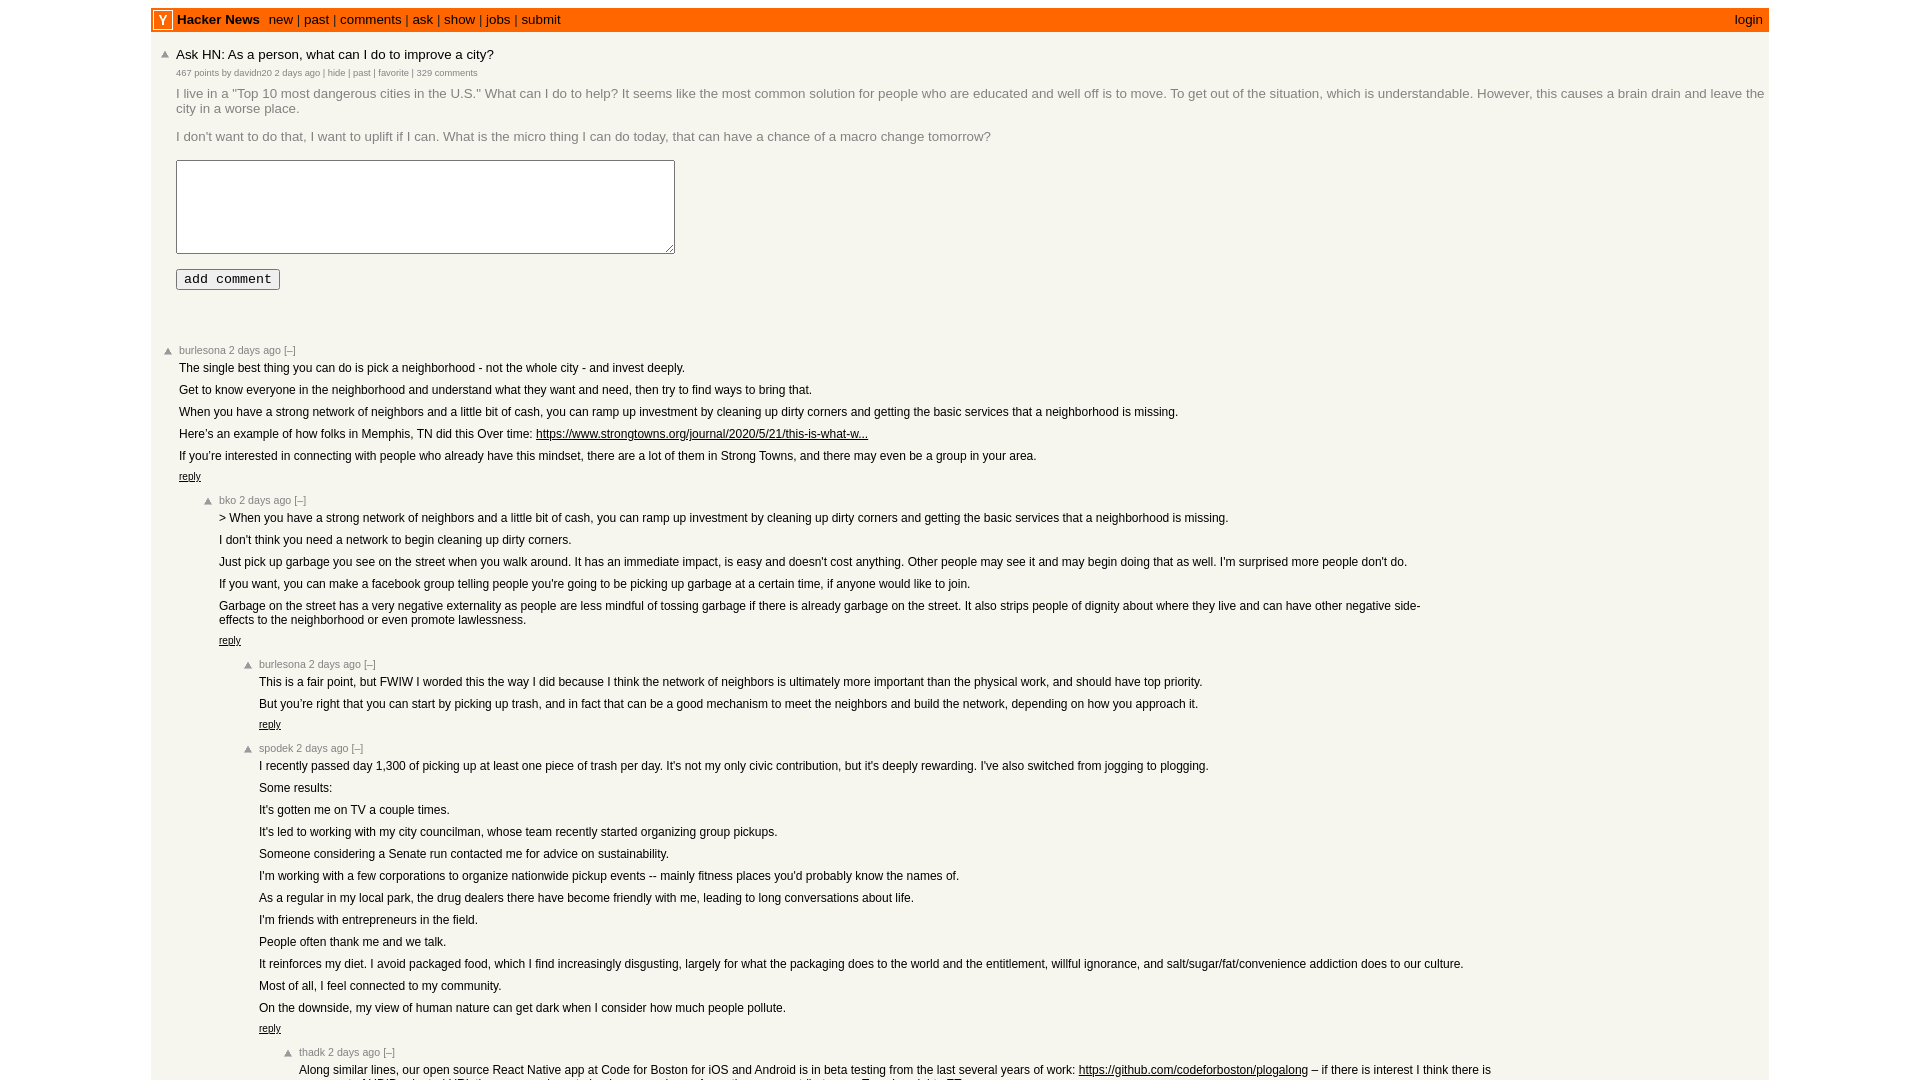 Y Hacker News new | past | comments | ask | show | jobs | submit login
Ask HN: As a person, what can I do to improve a city?
467 points by davidn20 2 days ago | hide | past | favorite | 329 comments
I live in a "Top 10 most dangerous cities in the U.S." What can I do to help? It seems like the most common solution for people who are educated and well off is to move. To get out of the situation, which is understandable. However, this causes a brain drain and leave the
city in a worse place.
I don't want to do that, I want to uplift if I can. What is the micro thing I can do today, that can have a chance of a macro change tomorrow?
add comment
burlesona 2 days ago [–]
The single best thing you can do is pick a neighborhood - not the whole city - and invest deeply.
Get to know everyone in the neighborhood and understand what they want and need, then try to find ways to bring that.
When you have a strong network of neighbors and a little bit of cash, you can ramp up investment by cleaning up dirty corners and getting the basic services that a neighborhood is missing.
Here’s an example of how folks in Memphis, TN did this Over time: https://www.strongtowns.org/journal/2020/5/21/this-is-what-w...
If you’re interested in connecting with people who already have this mindset, there are a lot of them in Strong Towns, and there may even be a group in your area.
reply
bko 2 days ago [–]
> When you have a strong network of neighbors and a little bit of cash, you can ramp up investment by cleaning up dirty corners and getting the basic services that a neighborhood is missing.
I don't think you need a network to begin cleaning up dirty corners.
Just pick up garbage you see on the street when you walk around. It has an immediate impact, is easy and doesn't cost anything. Other people may see it and may begin doing that as well. I'm surprised more people don't do.
If you want, you can make a facebook group telling people you're going to be picking up garbage at a certain time, if anyone would like to join.
Garbage on the street has a very negative externality as people are less mindful of tossing garbage if there is already garbage on the street. It also strips people of dignity about where they live and can have other negative side-
effects to the neighborhood or even promote lawlessness.
reply
burlesona 2 days ago [–]
This is a fair point, but FWIW I worded this the way I did because I think the network of neighbors is ultimately more important than the physical work, and should have top priority.
But you’re right that you can start by picking up trash, and in fact that can be a good mechanism to meet the neighbors and build the network, depending on how you approach it.
reply
spodek 2 days ago [–]
I recently passed day 1,300 of picking up at least one piece of trash per day. It's not my only civic contribution, but it's deeply rewarding. I've also switched from jogging to plogging.
Some results:
It's gotten me on TV a couple times.
It's led to working with my city councilman, whose team recently started organizing group pickups.
Someone considering a Senate run contacted me for advice on sustainability.
I'm working with a few corporations to organize nationwide pickup events -- mainly fitness places you'd probably know the names of.
As a regular in my local park, the drug dealers there have become friendly with me, leading to long conversations about life.
I'm friends with entrepreneurs in the field.
People often thank me and we talk.
It reinforces my diet. I avoid packaged food, which I find increasingly disgusting, largely for what the packaging does to the world and the entitlement, willful ignorance, and salt/sugar/fat/convenience addiction does to our culture.
Most of all, I feel connected to my community.
On the downside, my view of human nature can get dark when I consider how much people pollute.
reply
thadk 2 days ago [–]
Along similar lines, our open source React Native app at Code for Boston for iOS and Android is in beta testing from the last several years of work: https://github.com/codeforboston/plogalong – if there is interest I think there is